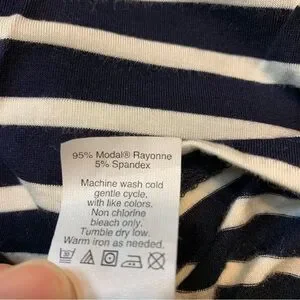 95% Modal® Rayonne
5% Spandex
Machine wash cold
gentle cycle,
with like colors.
Non chlorine
bleach only.
Tumble dry low.
Warm iron as needed.